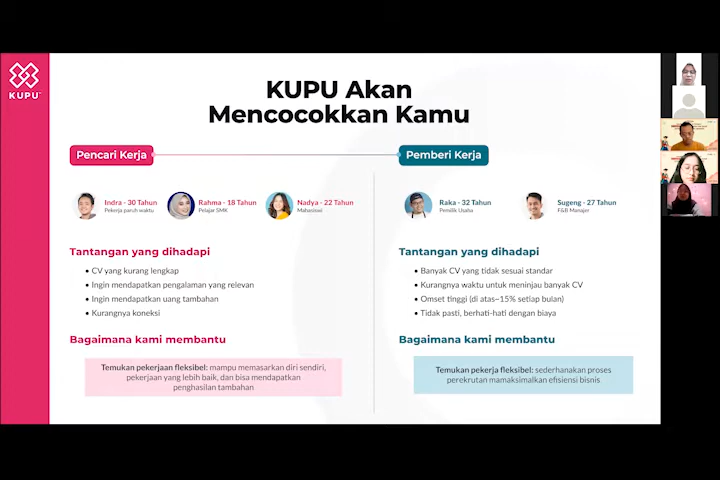 KUPU
KUPU Akan
Mencocokkan Kamu
Pencari Kerja
Pemberi Kerja
Indra - 30 Tahun
Pekerja paruh waktu
Rahma - 18 Tahun
Pelajar SMK
Nadya - 22 Tahun
Mahasiswi
Raka - 32 Tahun
Pemilik Usaha
Sugeng - 27 Tahun
F&B Manajer
Tantangan yang dihadapi
• CV yang kurang lengkap
• Ingin mendapatkan pengalaman yang relevan
• Ingin mendapatkan uang tambahan
• Kurangnya koneksi
Tantangan yang dihadapi
• Banyak CV yang tidak sesuai standar
• Kurangnya waktu untuk meninjau banyak CV
• Omset tinggi (di atas~15% setiap bulan)
• Tidak pasti, berhati-hati dengan biaya
Bagaimana kami membantu
Temukan pekerjaan fleksibel: mampu memasarkan diri sendiri,
pekerjaan yang lebih baik, dan bisa mendapatkan
penghasilan tambahan
Bagaimana kami membantu
Temukan pekerja fleksibel: sederhanakan proses
perekrutan mamaksimalkan efisiensi bisnis